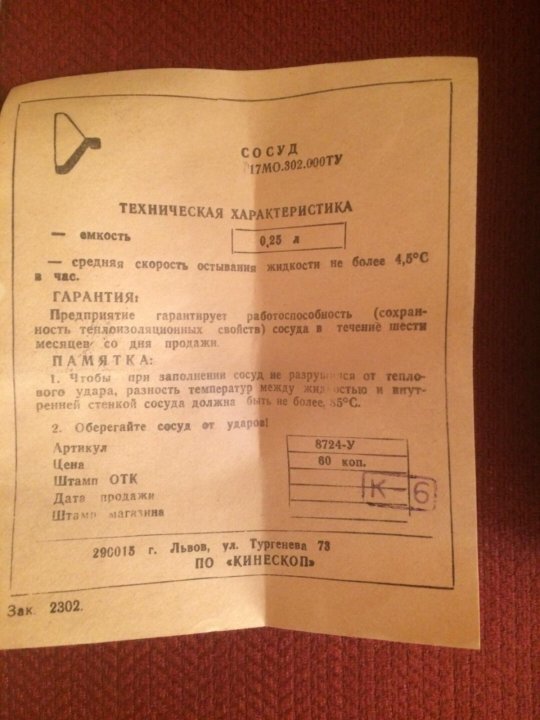 СОСУД
17МО.302.000ТУ
ТЕХНИЧЕСКАЯ ХАРАКТЕРИСТИКА
— емкость 0,25 л
— средняя скорость остывания жидкости не более 4,5°С
в час.
ГАРАНТИЯ:
Предприятие гарантирует работоспособность (сохран-
ность теплоизоляционных свойств) сосуда в течение шести
месяцев со дня продажи.
ПАМЯТКА:
1. Чтобы при заполнении сосуд не разрушился от тепло-
вого удара, разность температур между жидкостью и внут-
ренней стенкой сосуда должна быть не более,
2. Оберегайте сосуд от ударов!
Артикул 8724-У
Цена 60 коп.
Штамп ОТК К-6
Дата продажи
Штамп магазина
290015 г. Львов, ул. Тургенева 73
ПО «КИНЕСКОП»
Зак. 2302.